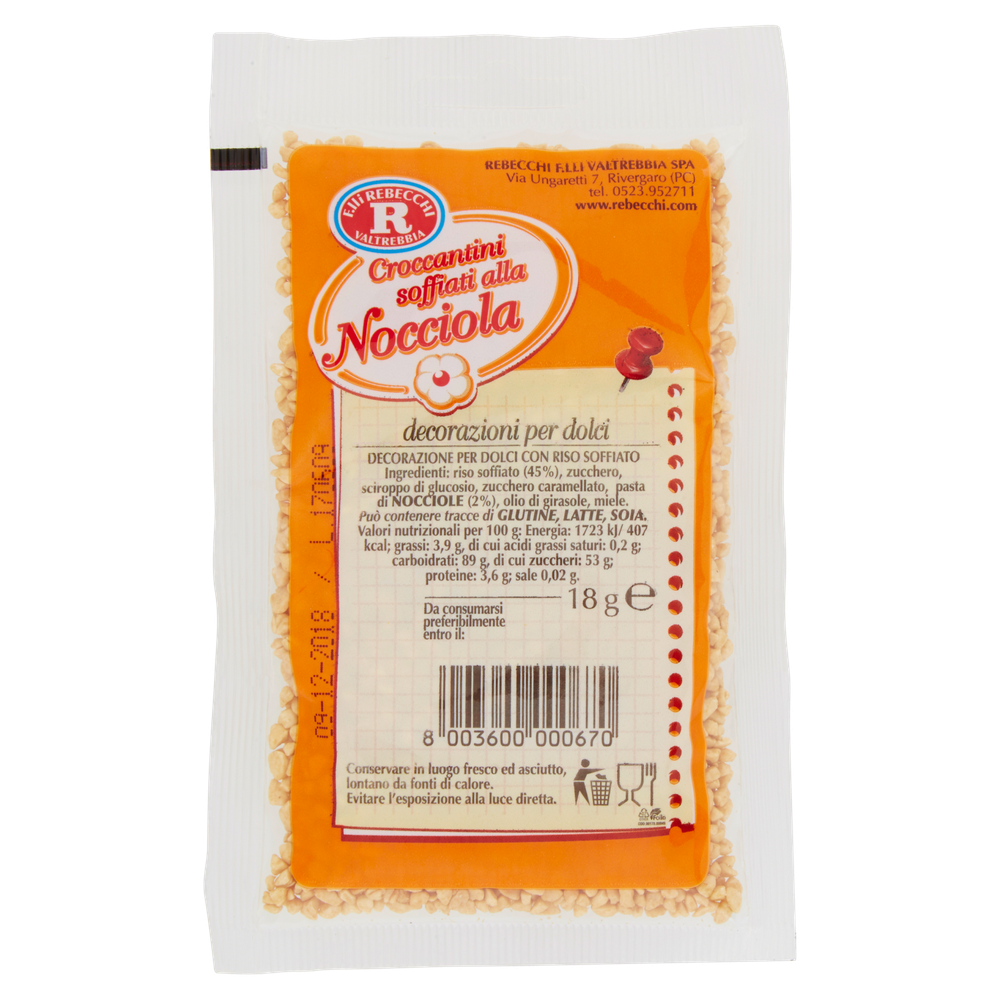 REBECCHI F.LLI VALTREBBIA SPA
Via Ungaretti 7, Rivergaro (PC)
tel. 0523.952711
www.rebecchi.com
F.lli REBECCHI
R
VALTREBBIA
Croccantini
soffiati alla
Nocciola
decorazioni per dolci
DECORAZIONE PER DOLCI CON RISO SOFFIATO
Ingredienti: riso soffiato (45%), zucchero,
sciroppo di glucosio, zucchero caramellato, pasta
di NOCCIOLE (2%), olio di girasole, miele.
Può contenere tracce di GLUTINE, LATTE, SOIA.
Valori nutrizionali per 100 g: Energia: 1723 kJ/ 407
kcal; grassi: 3,9 g, di cui acidi grassi saturi: 0,2 g;
carboidrati: 89 g, di cui zuccheri: 53 g;
proteine: 3,6 g; sale 0,02 g.
18 g e
Da consumarsi
preferibilmente
entro il:
09-12-2018 / L.170609
8 003600 000670
Conservare in luogo fresco ed asciutto,
lontano da fonti di calore.
Evitare l'esposizione alla luce diretta.